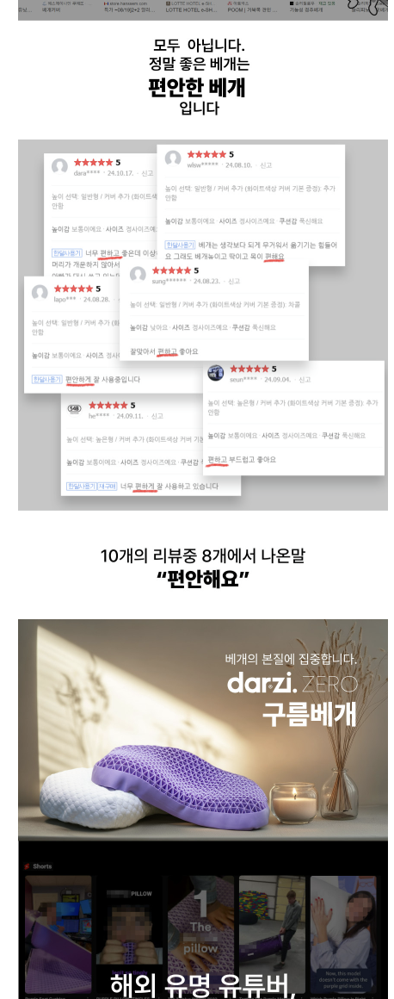 베개커버
LOTTE HOTEL e-SH...
모두 아닙니다.
정말 좋은 베개는
편안한 베개
입니다
★★★★★ 5
dara**** · 24.10.17. · 신고
높이 선택: 일반형 / 커버 추가 (화이트색
안함
높이감 보통이에요 · 사이즈 정사이즈예요
한달사용기 너무 편하고 좋은데 이상
머리가 개운하지 않아서
★★★★★ 5
wlsw***** · 24.08.10. · 신고
높이 선택: 일반형 / 커버 추가 (화이트색상 커버 기본 증정): 추가
안함
높이감 보통이에요 · 사이즈 정사이즈예요 · 쿠션감 푹신해요
한달사용기 베개는 생각보다 되게 무거워서 옮기기는 힘들어
요 그래도 베개높이고 딱이고 목이 편해요
★★★★★ 5
sung****** · 24.08.23. · 신고
높이 선택: 일반형 / 커버 추가 (화이트색상 커버 기본 증정): 차콜
높이감 낮아요 · 사이즈 정사이즈예요 · 쿠션감 푹신해요
잘맞아서 편하고 좋아요
★★★★★ 5
lapo*** · 24.08.28. ·
높이 선택: 일반형 / 커버 추가 (화
안함
높이감 보통이에요 · 사이즈 정사이
한달사용기 편안하게 잘 사용중입니다
★★★★★ 5
seun**** · 24.09.04. · 신고
높이 선택: 높은형 / 커버 추가 (화이트색상 커버 기본 증정): 추가
안함
높이감 보통이에요 · 사이즈 정사이즈예요 · 쿠션감 푹신해요
편하고 부드럽고 좋아요
★★★★★ 5
he**** · 24.09.11. · 신고
높이 선택: 높은형 / 커버 추가 (화이트색상 커버 기
높이감 보통이에요 · 사이즈 정사이즈예요 · 쿠션감
한달사용기 재구매 너무 편하게 잘 사용하고 있습니다
10개의 리뷰중 8개에서 나온말
“편안해요”
베개의 본질에 집중합니다.
darzi. ZERO
구름베개
Shorts
PILLOW
1
The
pillow
Now, this model
doesn't come with the
purple grid inside.
해외 유명 유튜버,